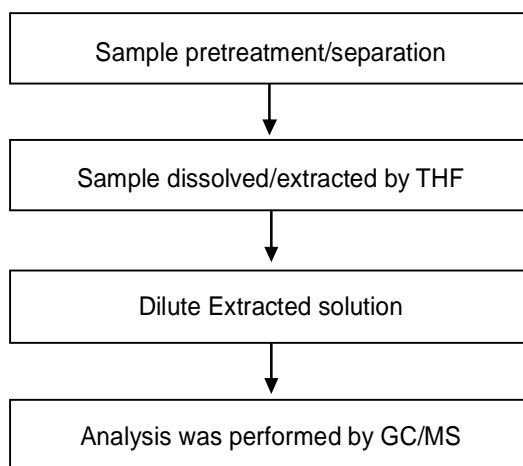 Sample pretreatment/separation
Sample dissolved/extracted by THF
Dilute Extracted solution
Analysis was performed by GC/MS